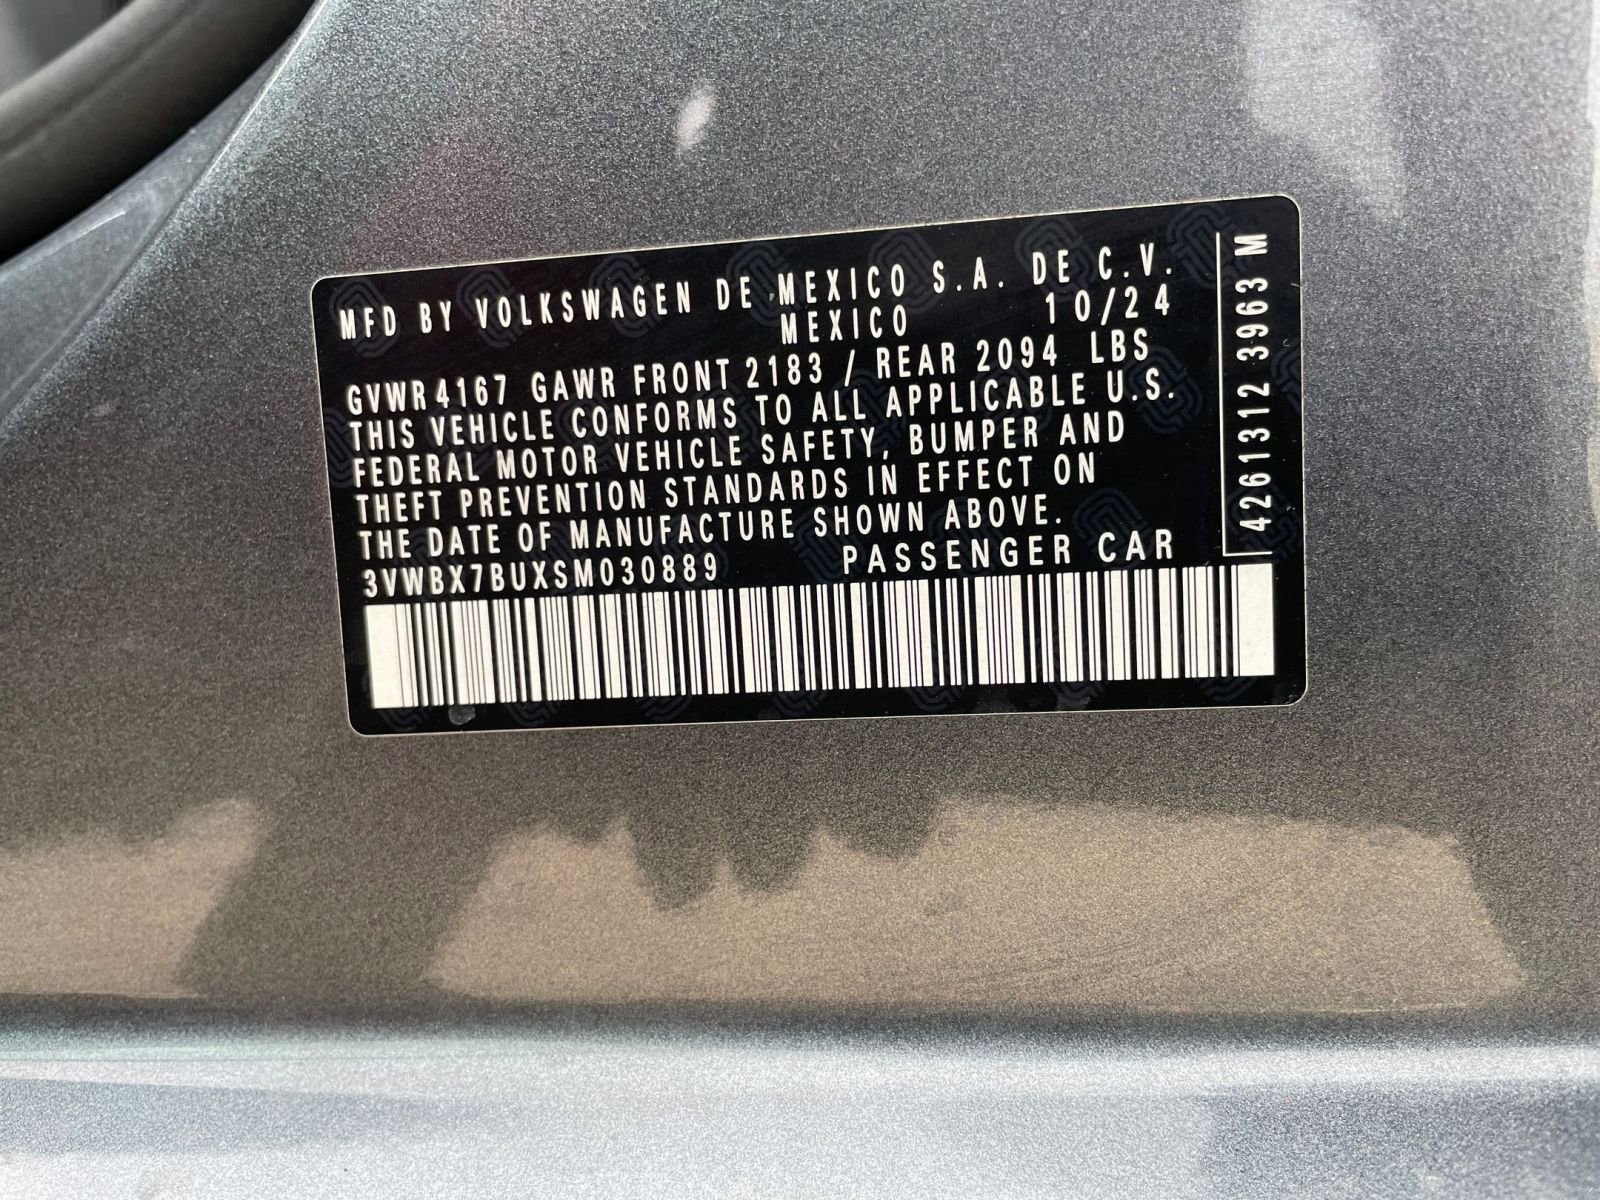 MFD BY VOLKSWAGEN DE MEXICO S.A. DE C.V.
MEXICO 10/24
GVWR 4167 GAWR FRONT 2183 / REAR 2094 LBS
THIS VEHICLE CONFORMS TO ALL APPLICABLE U.S.
FEDERAL MOTOR VEHICLE SAFETY, BUMPER AND
THEFT PREVENTION STANDARDS IN EFFECT ON
THE DATE OF MANUFACTURE SHOWN ABOVE.
3VWBX7BUXSM030889 PASSENGER CAR
4261312 3963 M